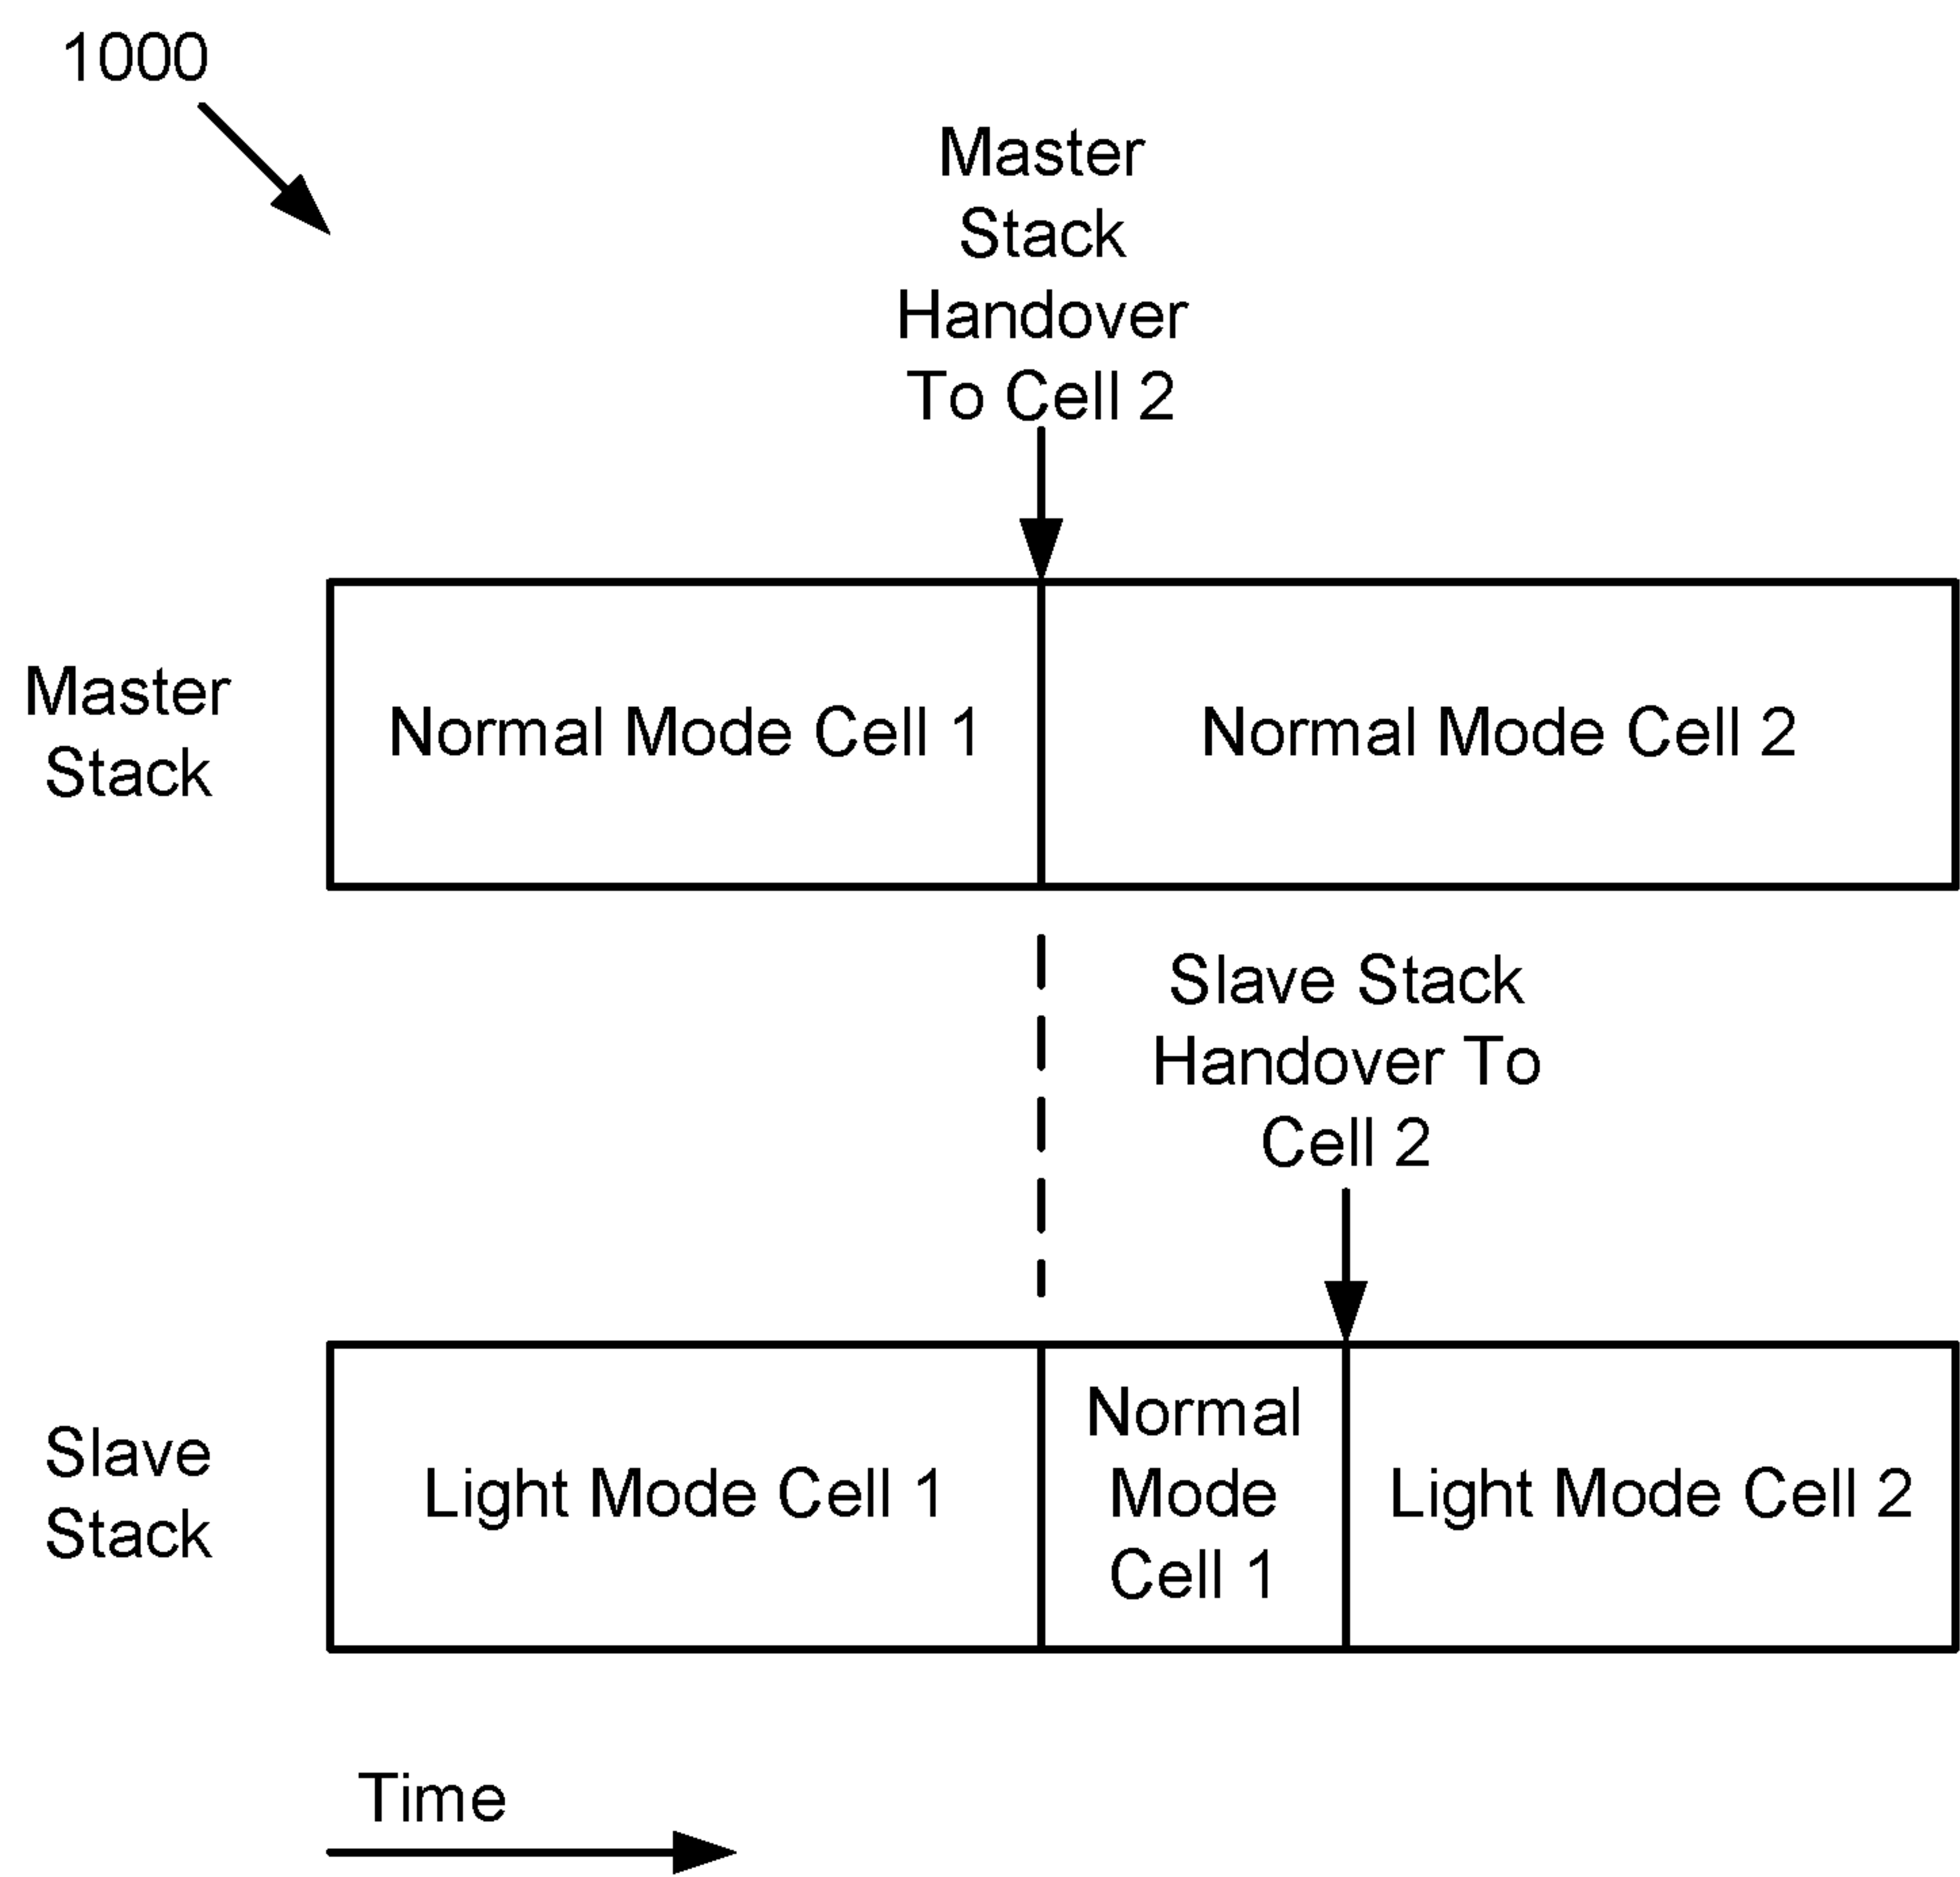 1000
Master
Stack
Handover
To Cell 2
Master
Stack
Normal Mode Cell 1
Normal Mode Cell 2
Slave Stack
Handover To
Cell 2
Slave
Stack
Light Mode Cell 1
Normal
Mode
Cell 1
Light Mode Cell 2
Time